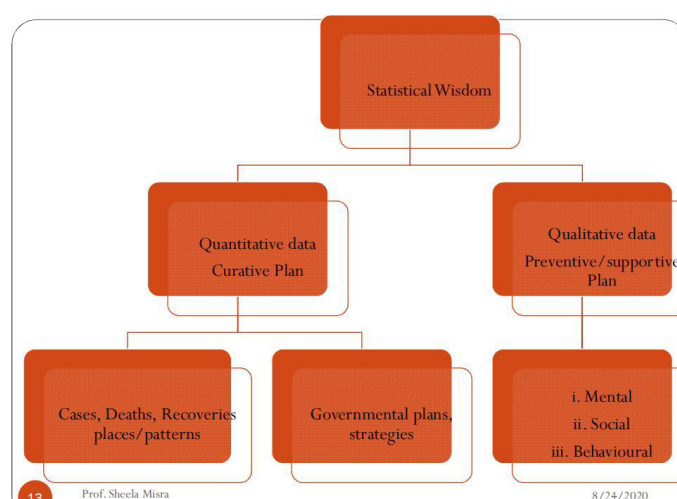 Statistical Wisdom
Quantitative data
Curative Plan
Qualitative data
Preventive/supportive
Plan
Cases, Deaths, Recoveries
places/patterns
Governmental plans,
strategies
i. Mental
ii. Social
iii. Behavioural
13
Prof. Sheela Misra
8/24/2020